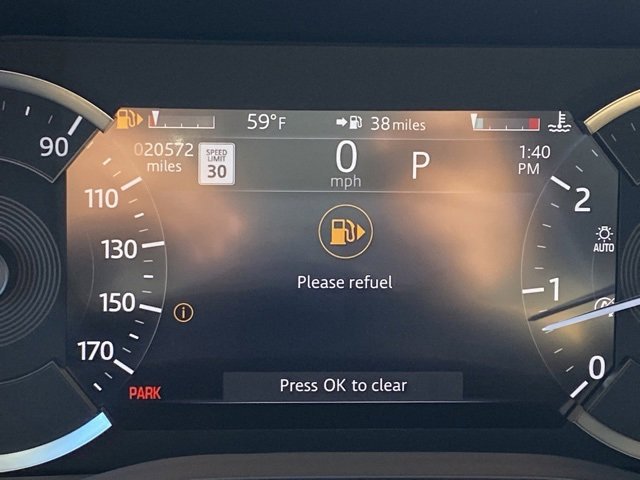 59°F
38 miles
020572
miles
SPEED
LIMIT
30
0
mph
P
1:40
PM
90
110
130
150
170
2
1
0
AUTO
Please refuel
i
PARK
Press OK to clear